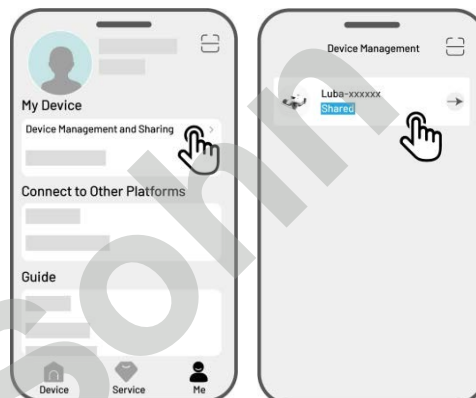 My Device
Device Management and Sharing
Connect to Other Platforms
Guide
Device
Service
Me
Device Management
Luba-xxxxxx
Shared